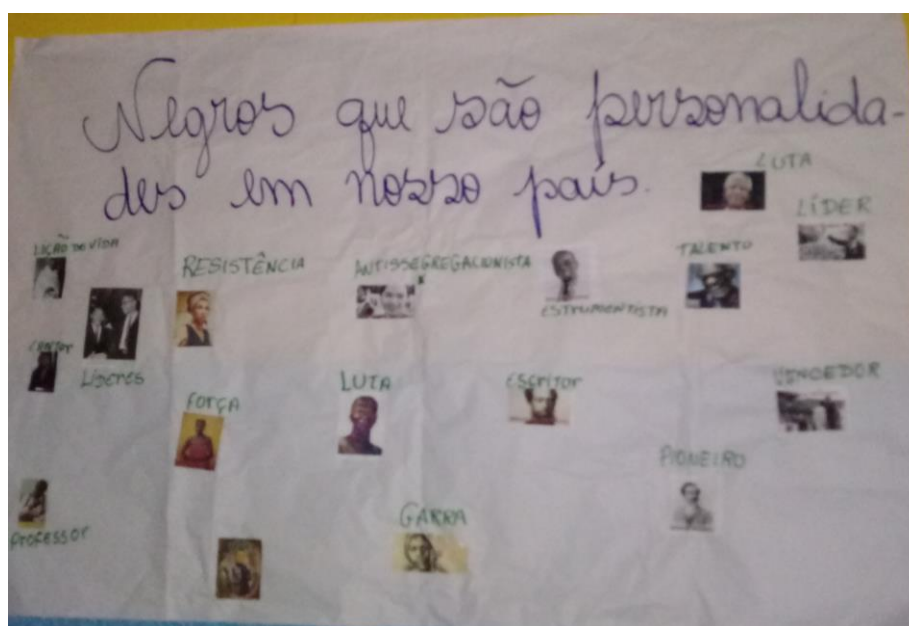 Negros que são personalida-
des em nosso país.
LUTA
LÍDER
LIÇÃO DE VIDA
RESISTÊNCIA
ANTISSEGREGACIONISTA
TALENTO
ESTRUMENTISTA
CANTOR
LÍDERES
FORÇA
LUTA
ESCRITOR
VENCEDOR
PIONEIRO
GARRA
PROFESSOR